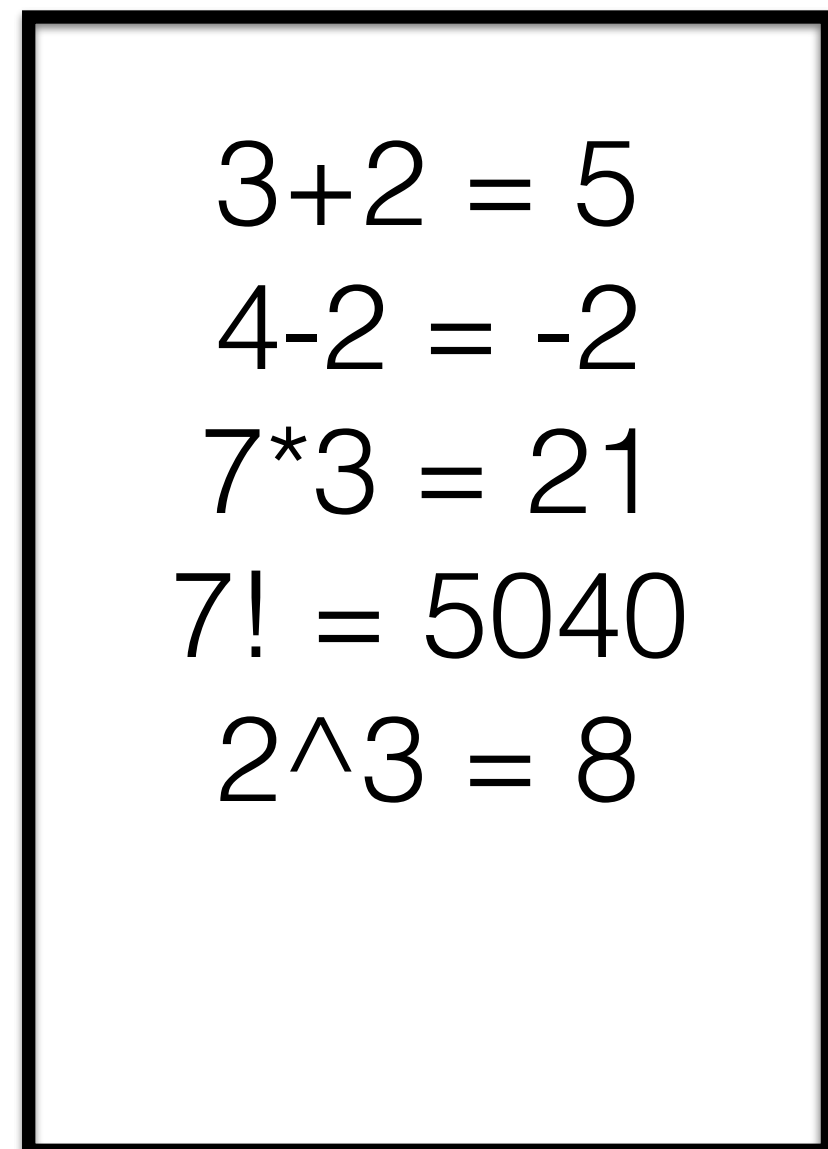 3+2 = 5
4-2 = -2
7*3 = 21
7! = 5040
2^3 = 8